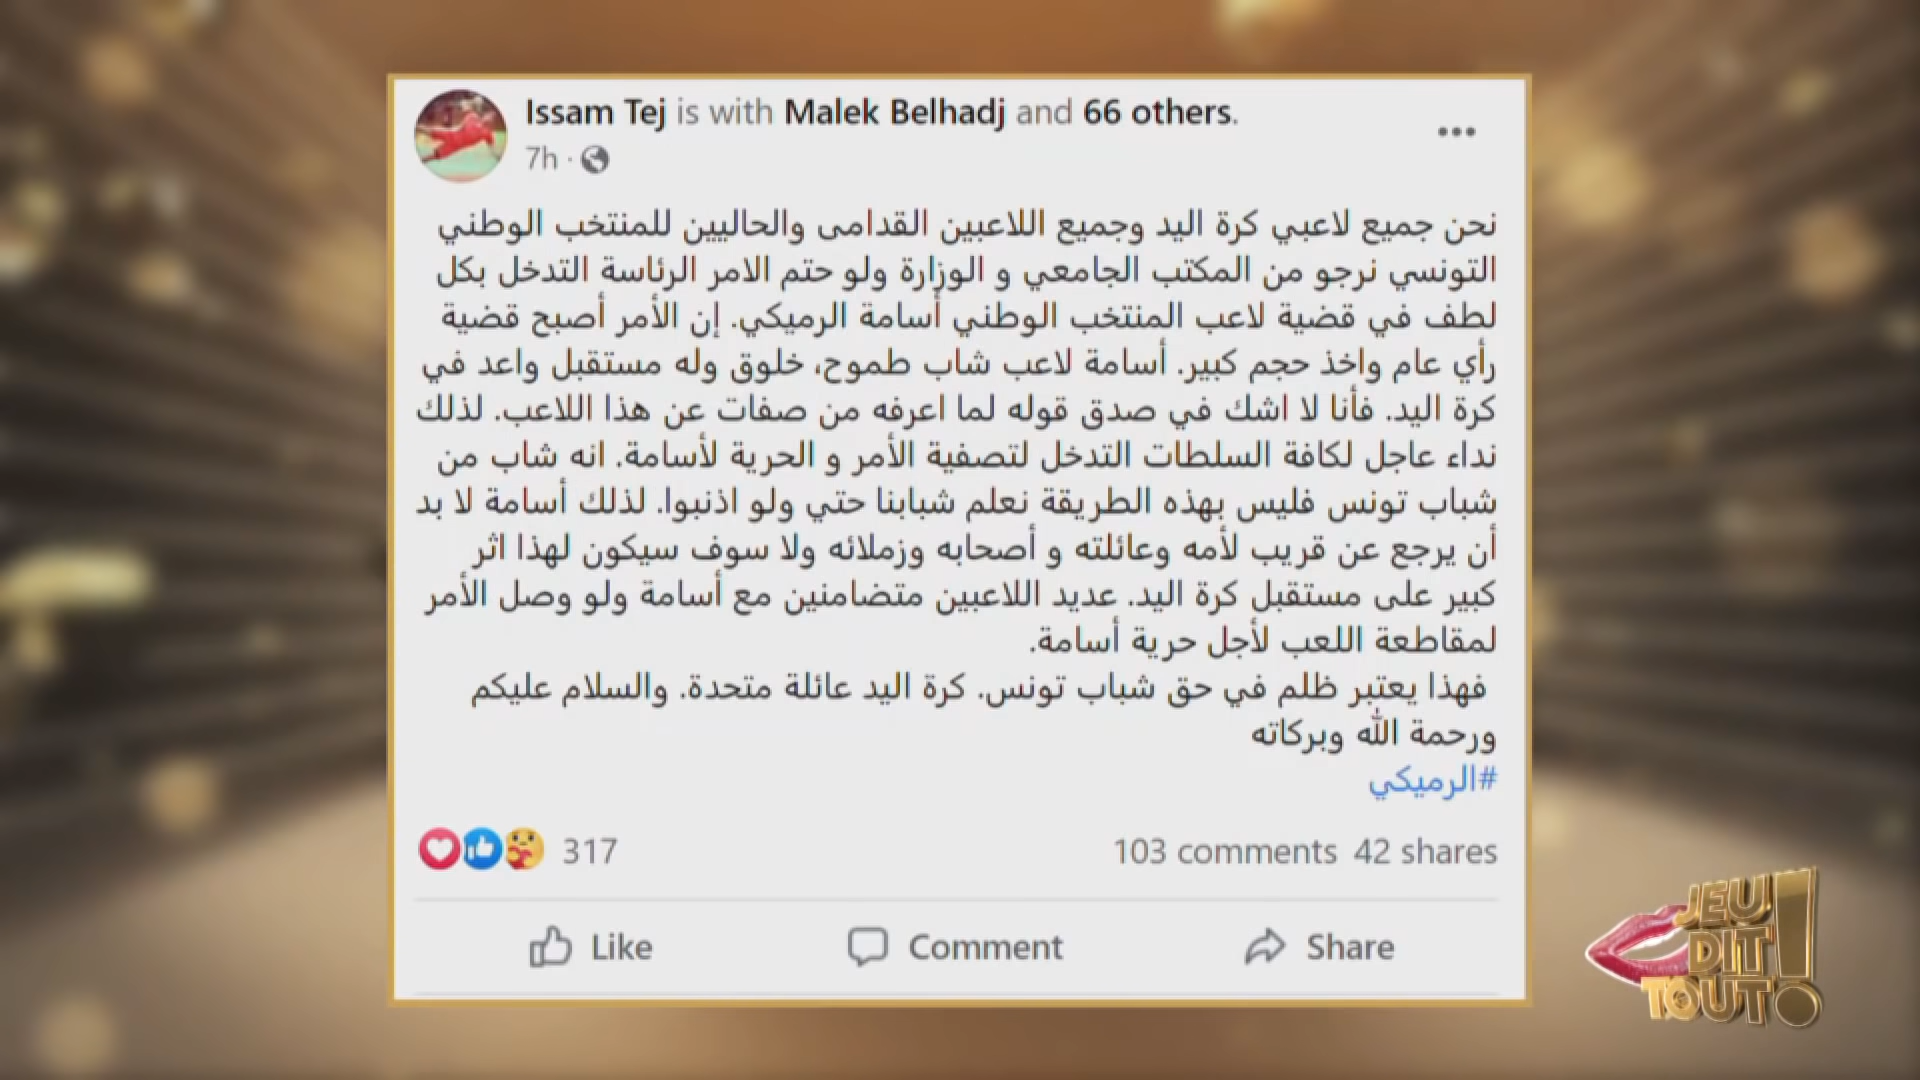 Issam Tej is with Malek Belhadj and 66 others.
7h ·
نحن جميع لاعبي كرة اليد وجميع اللاعبين القدامى والحاليين للمنتخب الوطني
التونسي نرجو من المكتب الجامعي و الوزارة ولو حتم الامر الرئاسة التدخل بكل
لطف في قضية لاعب المنتخب الوطني أسامة الرميكي. إن الأمر أصبح قضية
رأي عام واخذ حجم كبير. أسامة لاعب شاب طموح، خلوق وله مستقبل واعد في
كرة اليد. فأنا لا اشك في صدق قوله لما اعرفه من صفات عن هذا اللاعب. لذلك
نداء عاجل لكافة السلطات التدخل لتصفية الأمر و الحرية لأسامة. انه شاب من
شباب تونس فليس بهذه الطريقة نعلم شبابنا حتي ولو اذنبوا. لذلك أسامة لا بد
أن يرجع عن قريب لأمه وعائلته و أصحابه وزملائه ولا سوف سيكون لهذا اثر
كبير على مستقبل كرة اليد. عديد اللاعبين متضامنين مع أسامة ولو وصل الأمر
لمقاطعة اللعب لأجل حرية أسامة.
فهذا يعتبر ظلم في حق شباب تونس. كرة اليد عائلة متحدة. والسلام عليكم
ورحمة الله وبركاته
#الرميكي
317
103 comments 42 shares
Like Comment Share
JEU
DIT
TOUT!